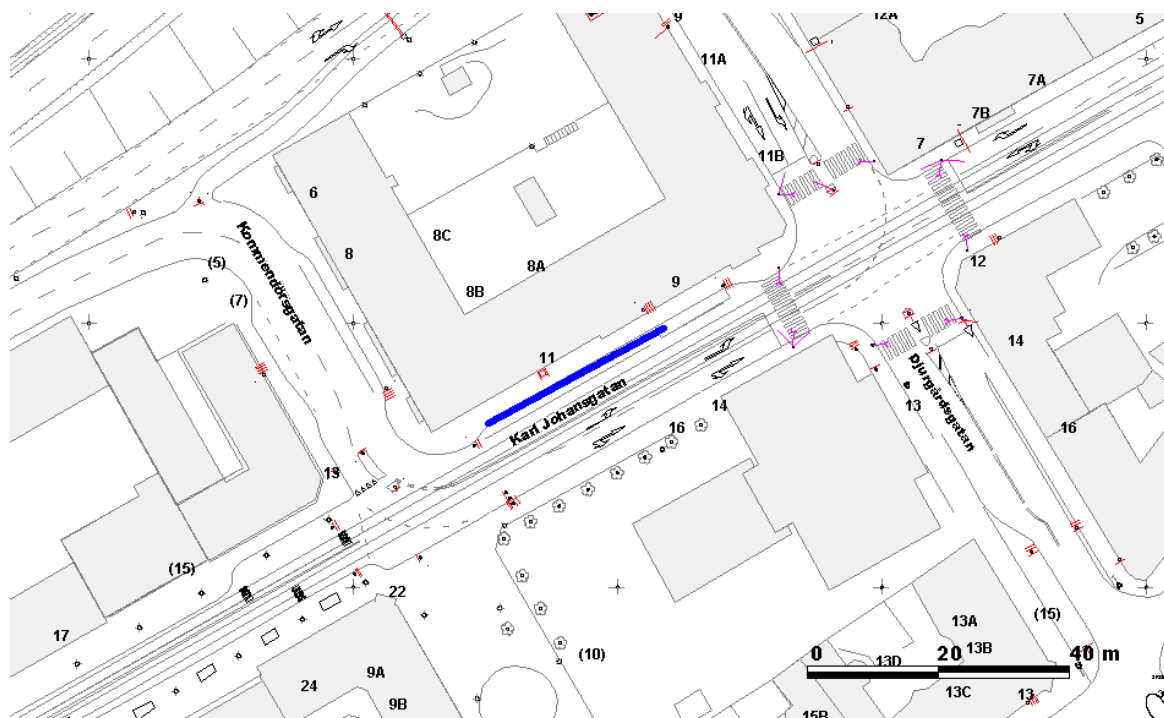 9
12A
5
11A
7A
7B
11B
7
6
8C
8
8A
8B
9
12
(5)
(7)
Kommendörsgatan
14
11
Karl Johansgatan
14
13
Djurgårdsgatan
16
16
13
(15)
22
17
24
9A
9B
(10)
13A
13B
(15)
0 20 40 m
13D
13C
13
15B